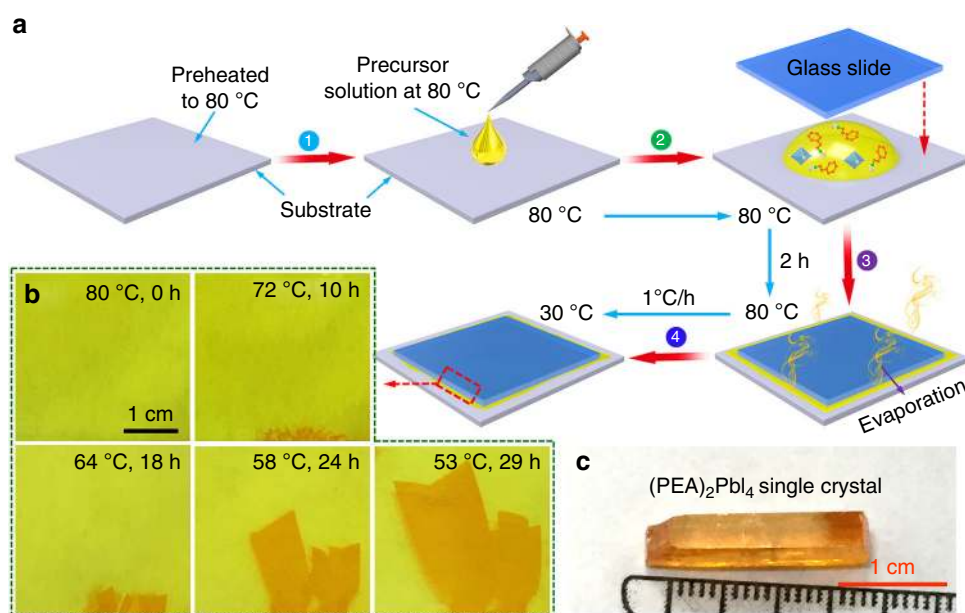 a
Preheated
to 80 °C
Precursor
solution at 80 °C
Glass slide
1
2
Substrate
80 °C
80 °C
2 h
3
b
80 °C, 0 h
72 °C, 10 h
1 cm
30 °C
1°C/h
80 °C
4
Evaporation
64 °C, 18 h
58 °C, 24 h
53 °C, 29 h
c
(PEA)₂PbI₄ single crystal
1 cm